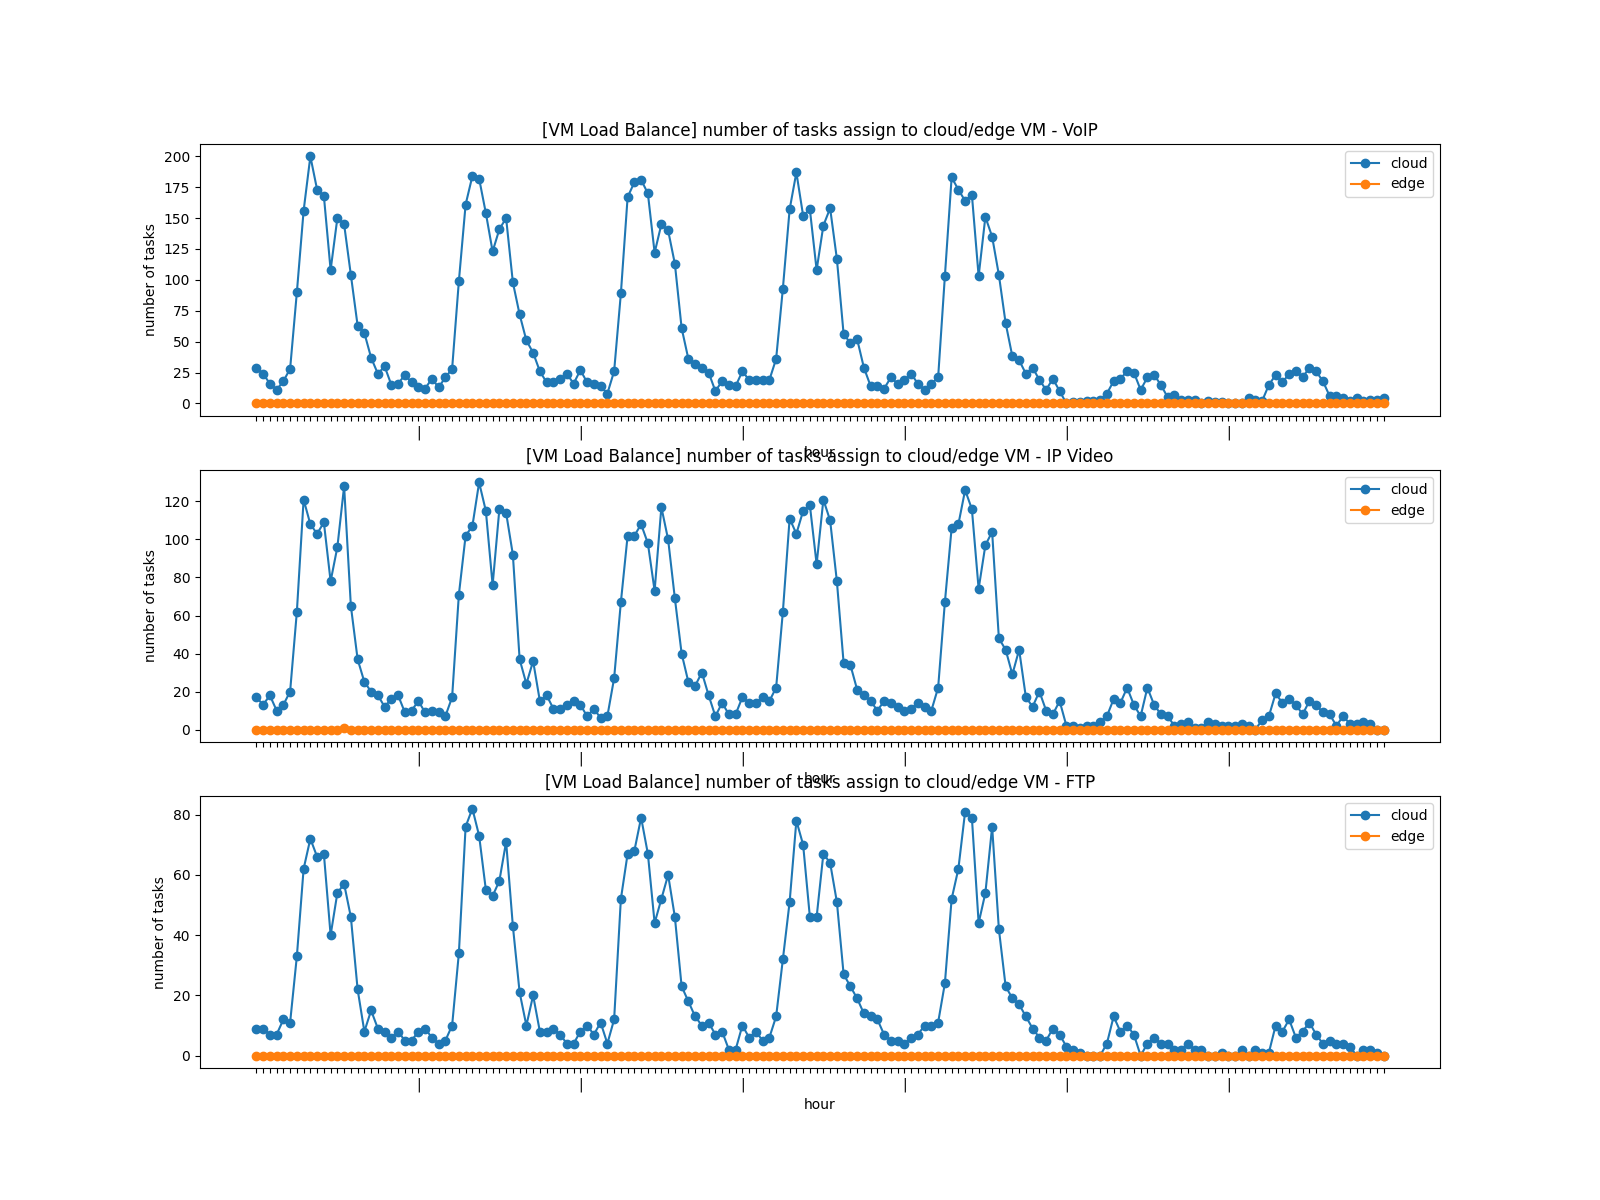 [VM Load Balance] number of tasks assign to cloud/edge VM - VoIP
200
175
150
125
100
75
50
25
0
number of tasks
cloud
edge
hour
[VM Load Balance] number of tasks assign to cloud/edge VM - IP Video
120
100
80
60
40
20
0
number of tasks
cloud
edge
hour
[VM Load Balance] number of tasks assign to cloud/edge VM - FTP
80
60
40
20
0
number of tasks
cloud
edge
hour